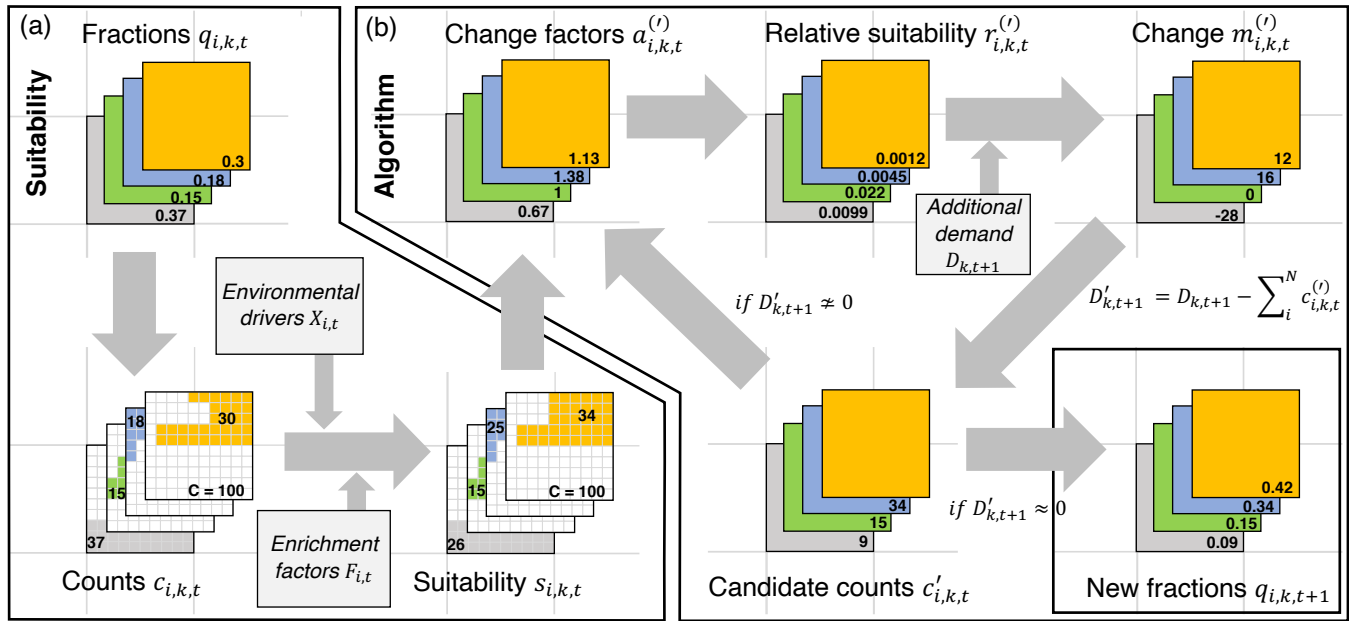 (a)
Fractions q_{i,k,t}
Suitability
0.3
0.18
0.15
0.37
Environmental
drivers X_{i,t}
18
30
15
C = 100
37
Counts c_{i,k,t}
Enrichment
factors F_{i,t}
25
34
15
C = 100
26
Suitability s_{i,k,t}
(b)
Change factors a_{i,k,t}^{(′)}
Relative suitability r_{i,k,t}^{(′)}
Change m_{i,k,t}^{(′)}
Algorithm
1.13
1.38
1
0.67
0.0012
0.0045
0.022
0.0099
Additional
demand
D_{k,t+1}
12
16
0
-28
if D′_{k,t+1} ≉ 0
D′_{k,t+1} = D_{k,t+1} − ∑_i^N c_{i,k,t}^{(′)}
34
15
9
Candidate counts c′_{i,k,t}
if D′_{k,t+1} ≈ 0
0.42
0.34
0.15
0.09
New fractions q_{i,k,t+1}